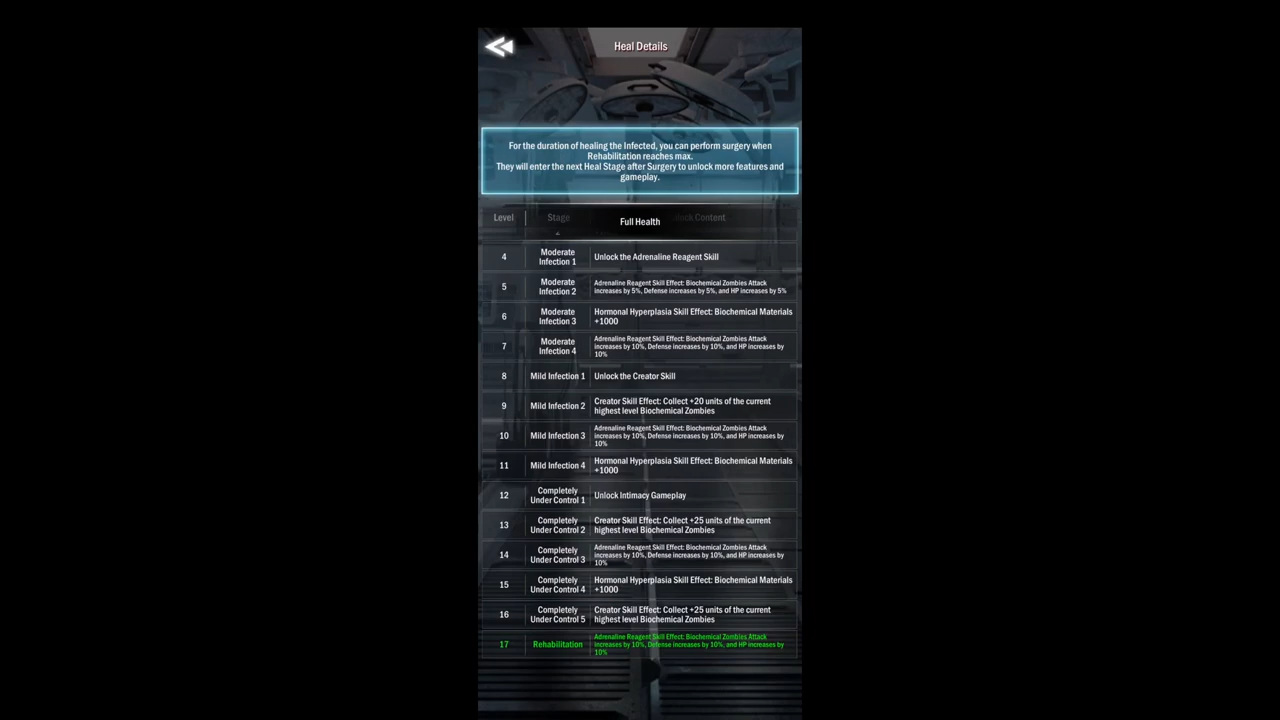 Heal Details
For the duration of healing the Infected, you can perform surgery when
Rehabilitation reaches max.
They will enter the next Heal Stage after Surgery to unlock more features and
gameplay.
Level
Stage
Content
Full Health
4
Moderate
Infection 1
Unlock the Adrenaline Reagent Skill
5
Moderate
Infection 2
Adrenaline Reagent Skill Effect: Biochemical Zombies Attack
increases by 5%, Defense increases by 5%, and HP increases by 5%
6
Moderate
Infection 3
Hormonal Hyperplasia Skill Effect: Biochemical Materials
+1000
7
Moderate
Infection 4
Adrenaline Reagent Skill Effect: Biochemical Zombies Attack
increases by 10%, Defense increases by 10%, and HP increases by
10%
8
Mild Infection 1
Unlock the Creator Skill
9
Mild Infection 2
Creator Skill Effect: Collect +20 units of the current
highest level Biochemical Zombies
10
Mild Infection 3
Adrenaline Reagent Skill Effect: Biochemical Zombies Attack
increases by 10%, Defense increases by 10%, and HP increases by
10%
11
Mild Infection 4
Hormonal Hyperplasia Skill Effect: Biochemical Materials
+1000
12
Completely
Under Control 1
Unlock Intimacy Gameplay
13
Completely
Under Control 2
Creator Skill Effect: Collect +25 units of the current
highest level Biochemical Zombies
14
Completely
Under Control 3
Adrenaline Reagent Skill Effect: Biochemical Zombies Attack
increases by 10%, Defense increases by 10%, and HP increases by
10%
15
Completely
Under Control 4
Hormonal Hyperplasia Skill Effect: Biochemical Materials
+1000
16
Completely
Under Control 5
Creator Skill Effect: Collect +25 units of the current
highest level Biochemical Zombies
17
Rehabilitation
Adrenaline Reagent Skill Effect: Biochemical Zombies Attack
increases by 10%, Defense increases by 10%, and HP increases by
10%